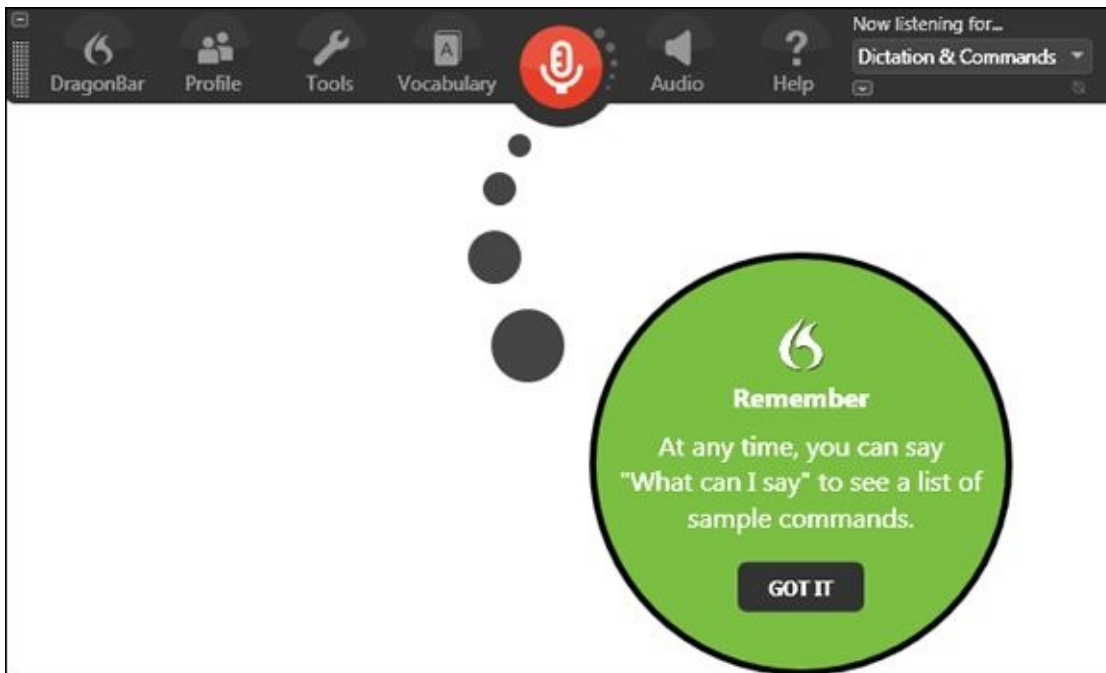 Now listening for...
DragonBar Profile Tools Vocabulary Audio Help Dictation & Commands
Remember
At any time, you can say
"What can I say" to see a list of
sample commands.
GOT IT